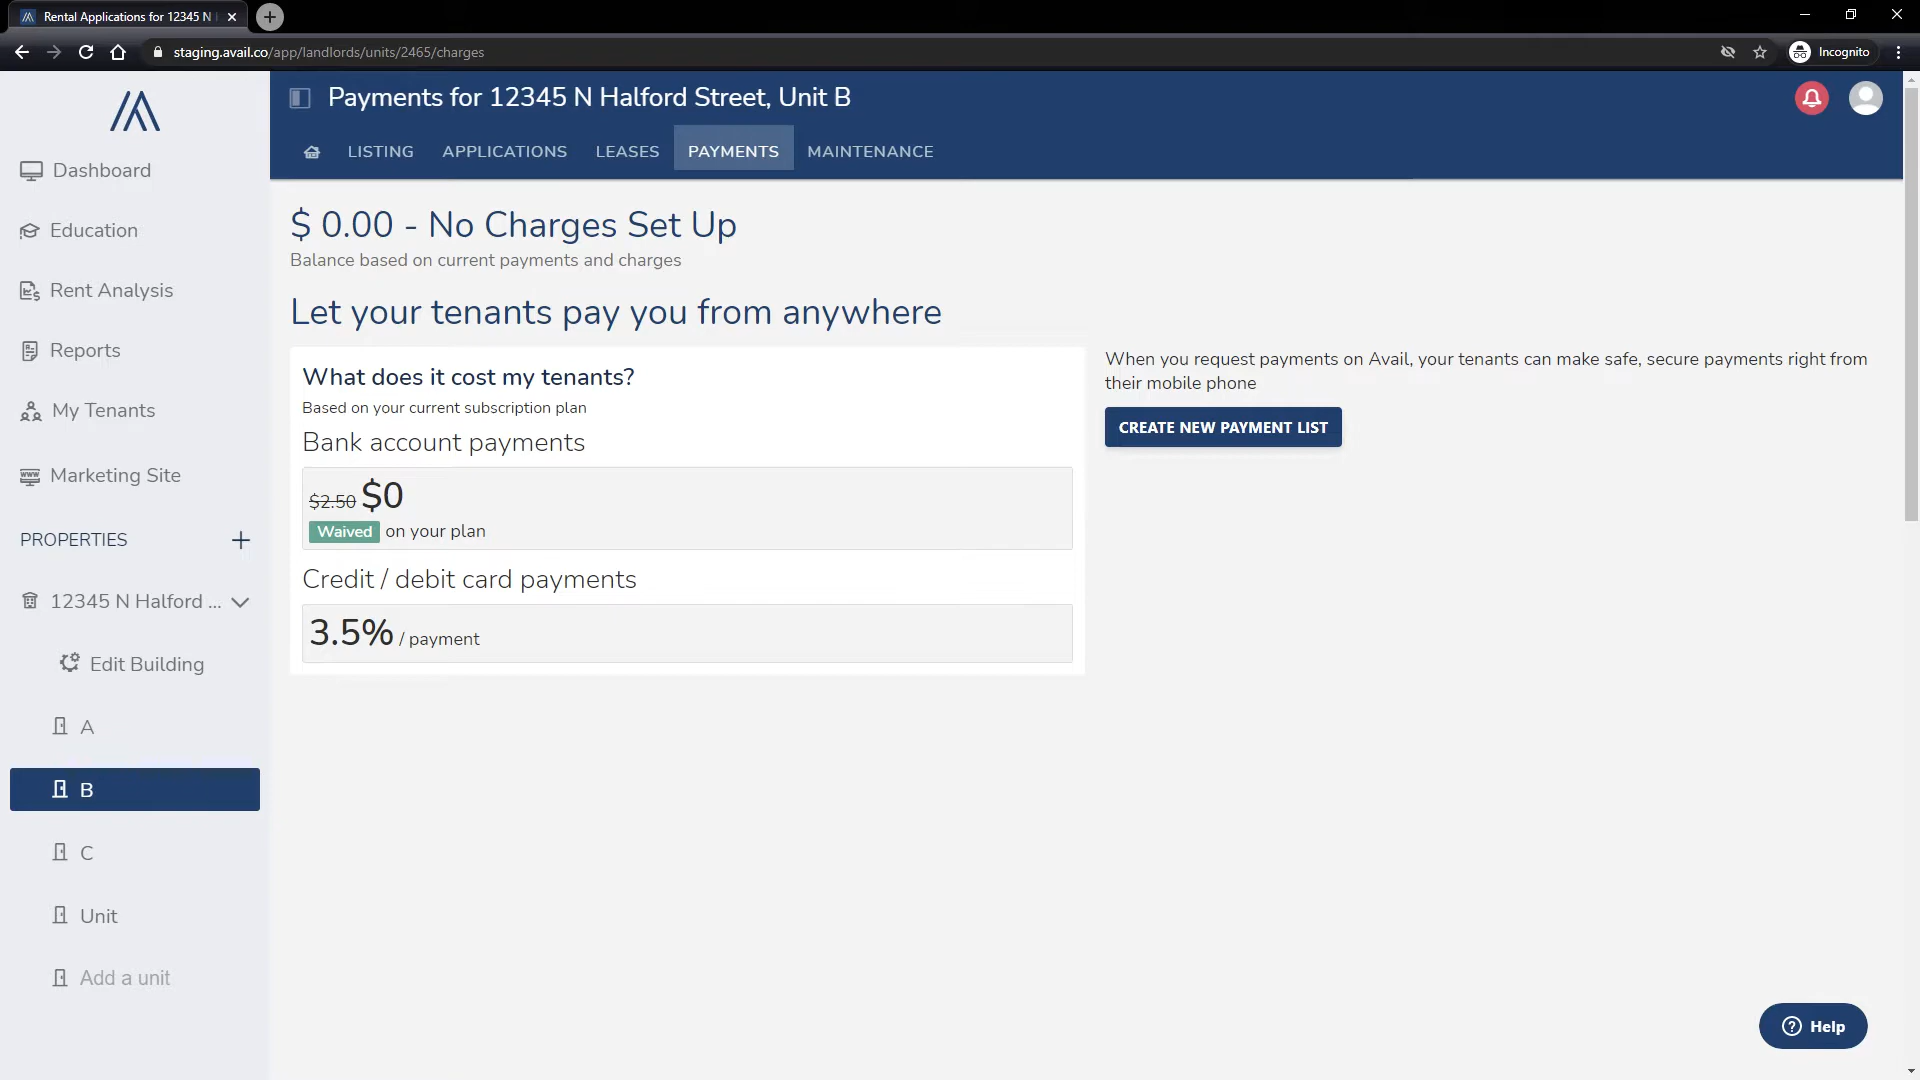 Rental Applications for 12345 N
staging.avail.co/app/landlords/units/2465/charges
Incognito
Payments for 12345 N Halford Street, Unit B
LISTING
APPLICATIONS
LEASES
PAYMENTS
MAINTENANCE
Dashboard
Education
Rent Analysis
Reports
My Tenants
Marketing Site
PROPERTIES
12345 N Halford ...
Edit Building
A
B
C
Unit
Add a unit
$ 0.00 - No Charges Set Up
Balance based on current payments and charges
Let your tenants pay you from anywhere
What does it cost my tenants?
Based on your current subscription plan
Bank account payments
$2.50 $0
Waived on your plan
Credit / debit card payments
3.5% / payment
When you request payments on Avail, your tenants can make safe, secure payments right from
their mobile phone
CREATE NEW PAYMENT LIST
Help